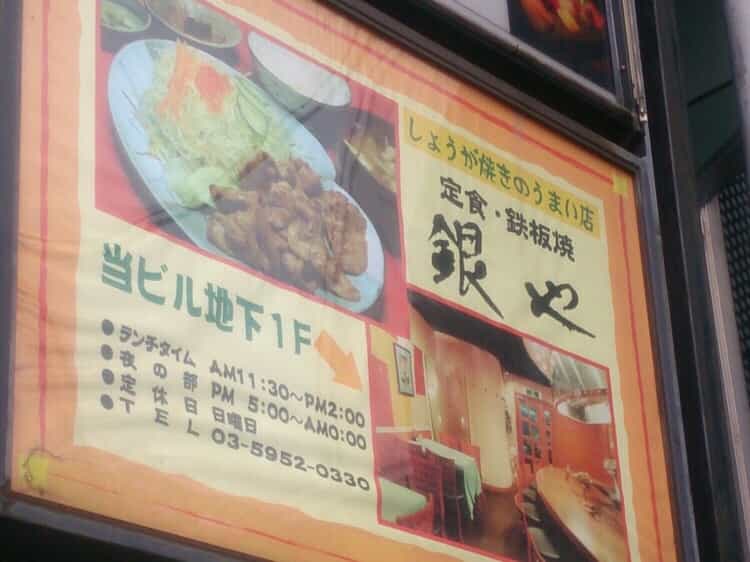 しょうが焼きのうまい店
定食・鉄板焼
銀や
当ビル地下1F
●ランチタイム AM11:30～PM2:00
●夜の部 PM 5:00～AM0:00
●定休日 日曜日
●TEL 03-5952-0330